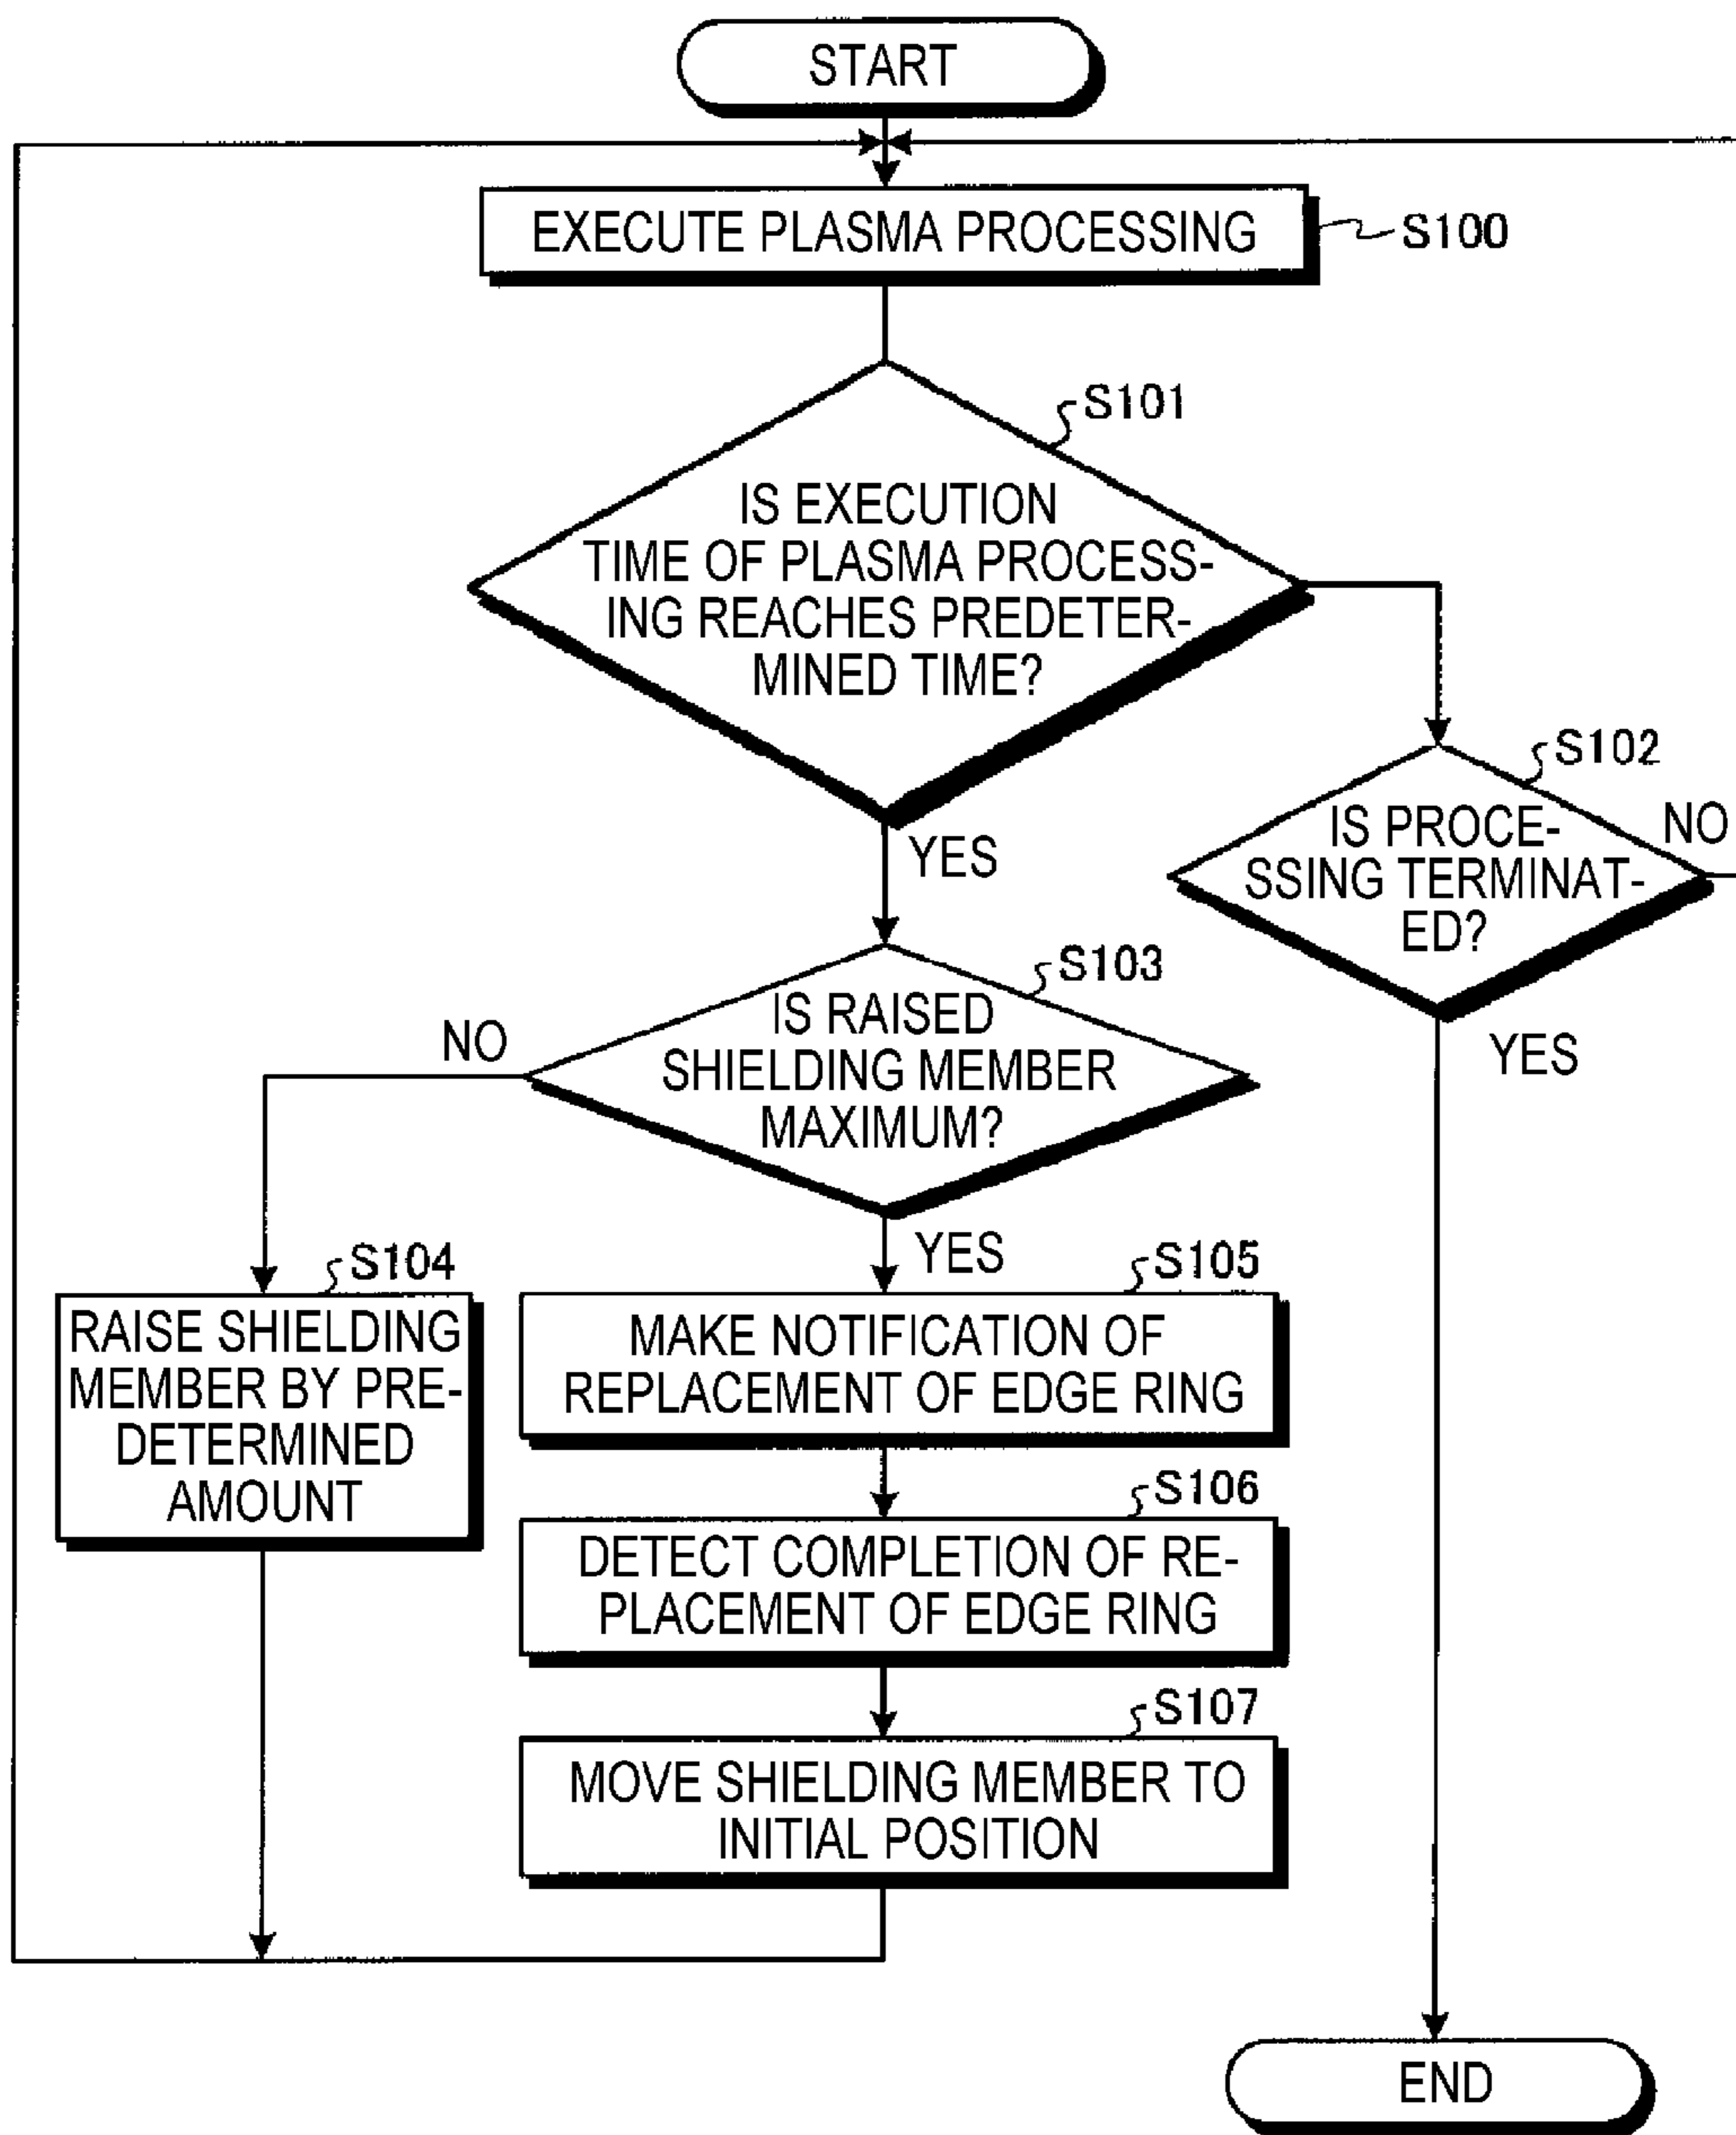 START
EXECUTE PLASMA PROCESSING
S100
S101
IS EXECUTION
TIME OF PLASMA PROCESS-
ING REACHES PREDETER-
MINED TIME?
YES
S102
IS PROCE-
SSING TERMINAT-
ED?
NO
YES
S103
IS RAISED
SHIELDING MEMBER
MAXIMUM?
NO
YES
S104
RAISE SHIELDING
MEMBER BY PRE-
DETERMINED
AMOUNT
S105
MAKE NOTIFICATION OF
REPLACEMENT OF EDGE RING
S106
DETECT COMPLETION OF RE-
PLACEMENT OF EDGE RING
S107
MOVE SHIELDING MEMBER TO
INITIAL POSITION
END